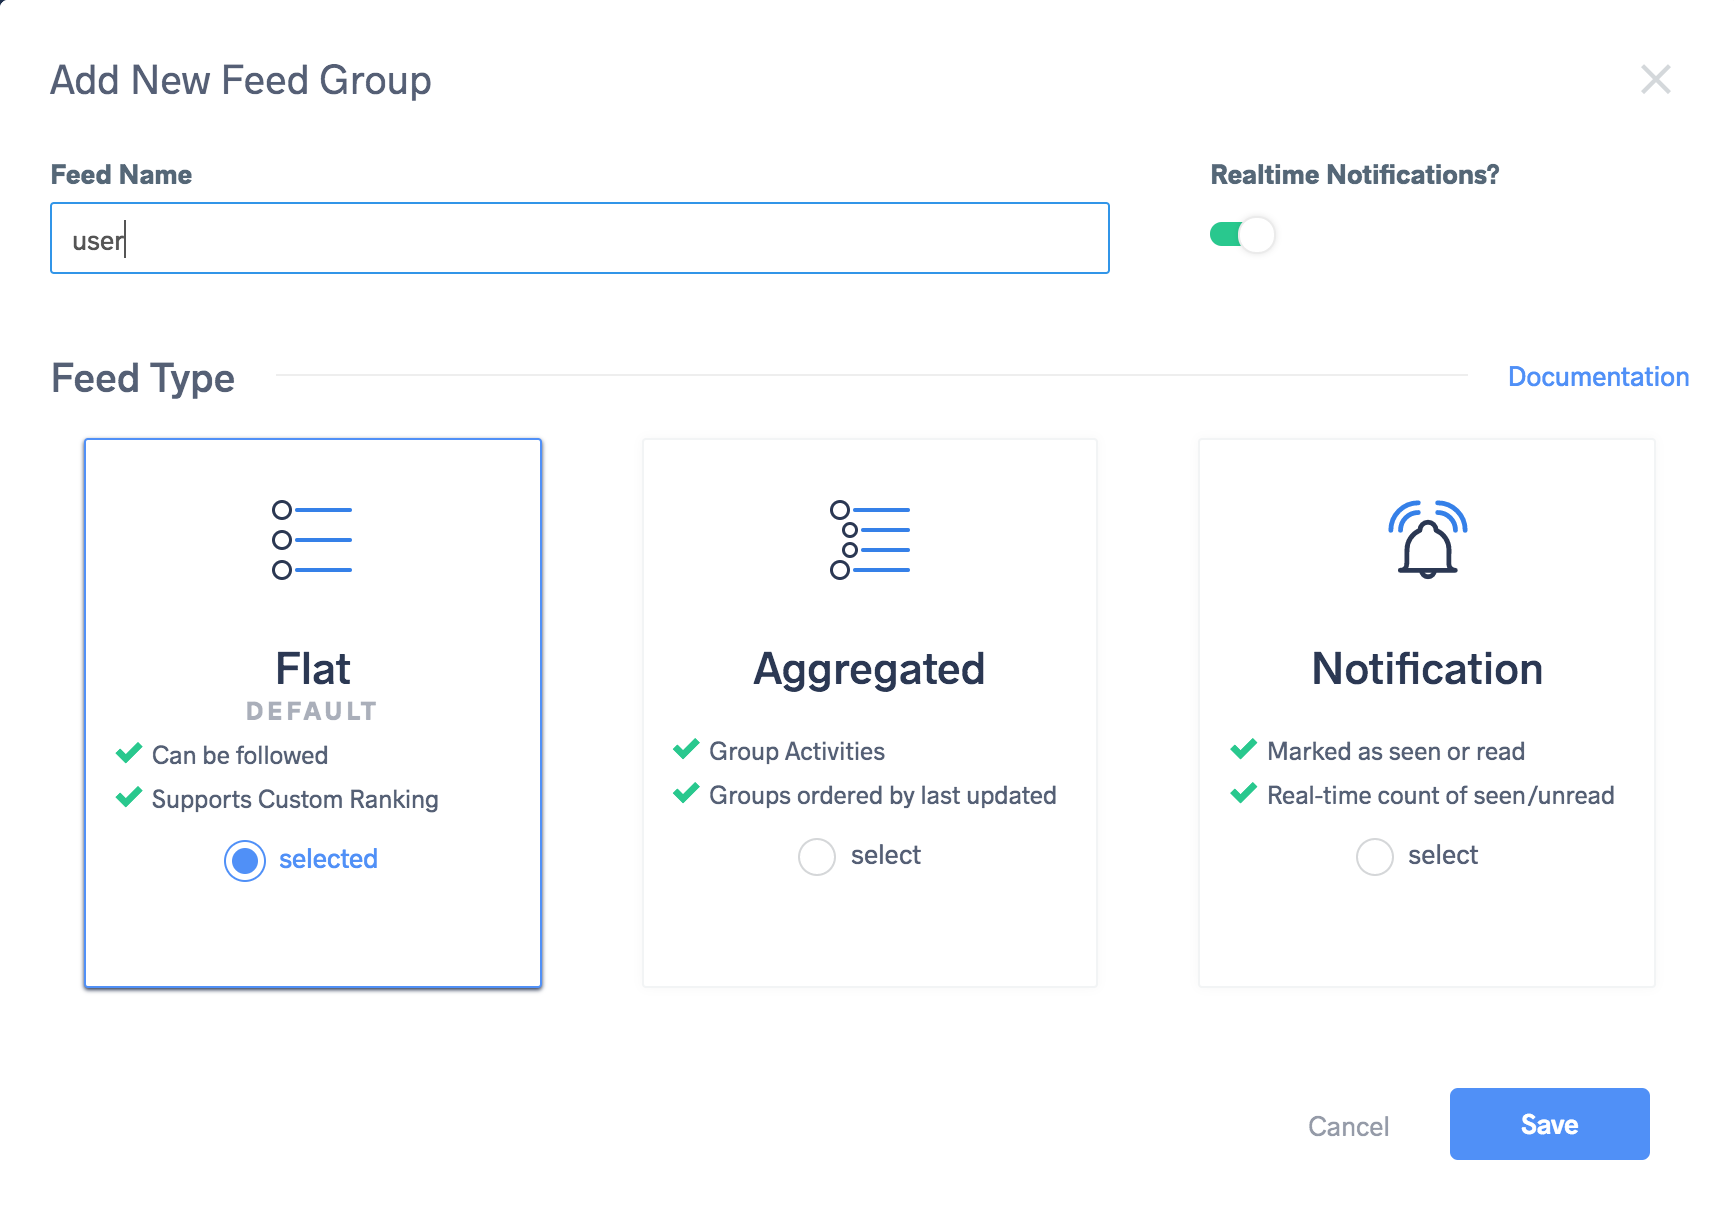 Add New Feed Group
Feed Name
Realtime Notifications?
user
Feed Type
Documentation
Flat
DEFAULT
Can be followed
Supports Custom Ranking
selected
Aggregated
Group Activities
Groups ordered by last updated
select
Notification
Marked as seen or read
Real-time count of seen/unread
select
Cancel
Save